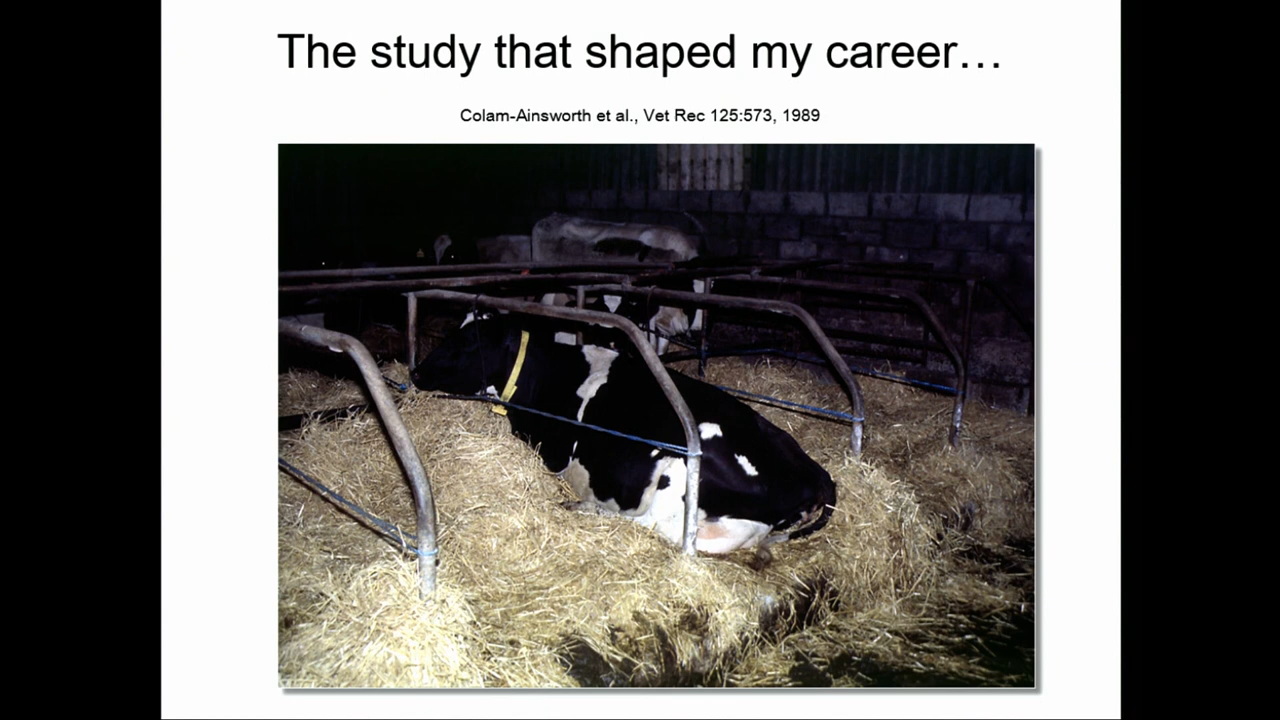 The study that shaped my career…
Colam-Ainsworth et al., Vet Rec 125:573, 1989